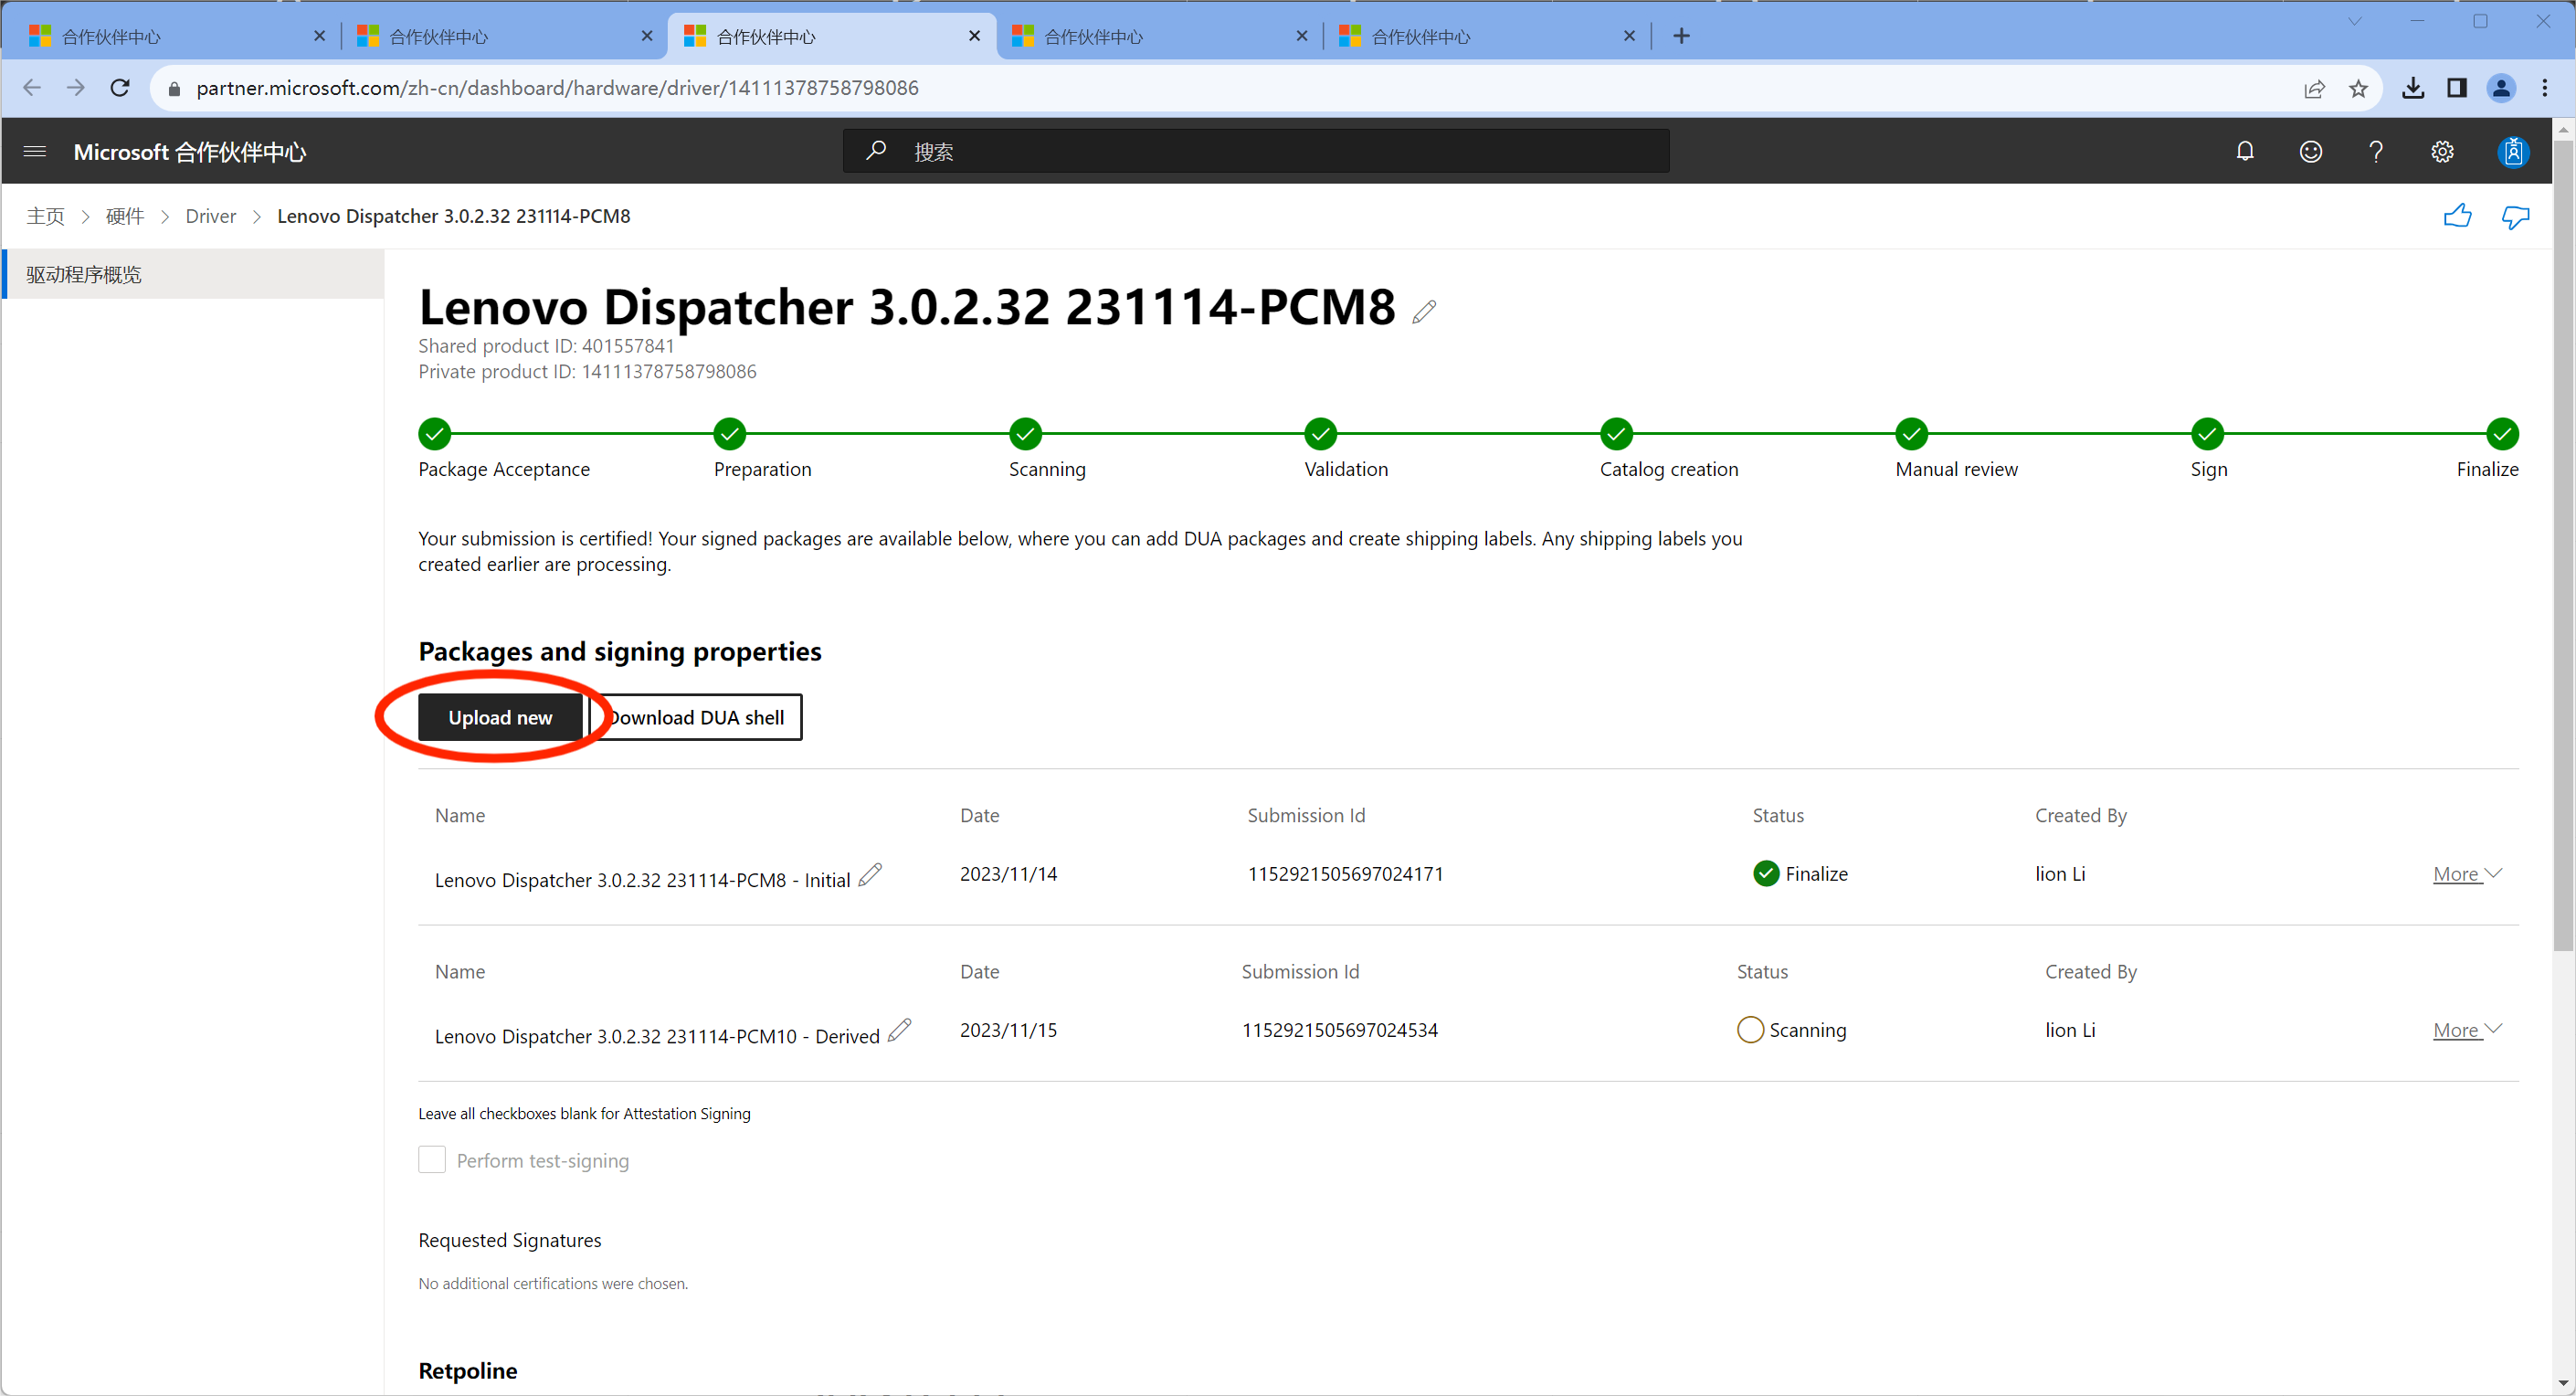 合作伙伴中心
合作伙伴中心
合作伙伴中心
合作伙伴中心
合作伙伴中心
partner.microsoft.com/zh-cn/dashboard/hardware/driver/14111378758798086
Microsoft 合作伙伴中心
搜索
主页 > 硬件 > Driver > Lenovo Dispatcher 3.0.2.32 231114-PCM8
驱动程序概览
Lenovo Dispatcher 3.0.2.32 231114-PCM8
Shared product ID: 401557841
Private product ID: 14111378758798086
Package Acceptance Preparation Scanning Validation Catalog creation Manual review Sign Finalize
Your submission is certified! Your signed packages are available below, where you can add DUA packages and create shipping labels. Any shipping labels you
created earlier are processing.
Packages and signing properties
Upload new Download DUA shell
Name Date Submission Id Status Created By
Lenovo Dispatcher 3.0.2.32 231114-PCM8 - Initial 2023/11/14 1152921505697024171 Finalize lion Li More
Name Date Submission Id Status Created By
Lenovo Dispatcher 3.0.2.32 231114-PCM10 - Derived 2023/11/15 1152921505697024534 Scanning lion Li More
Leave all checkboxes blank for Attestation Signing
Perform test-signing
Requested Signatures
No additional certifications were chosen.
Retpoline